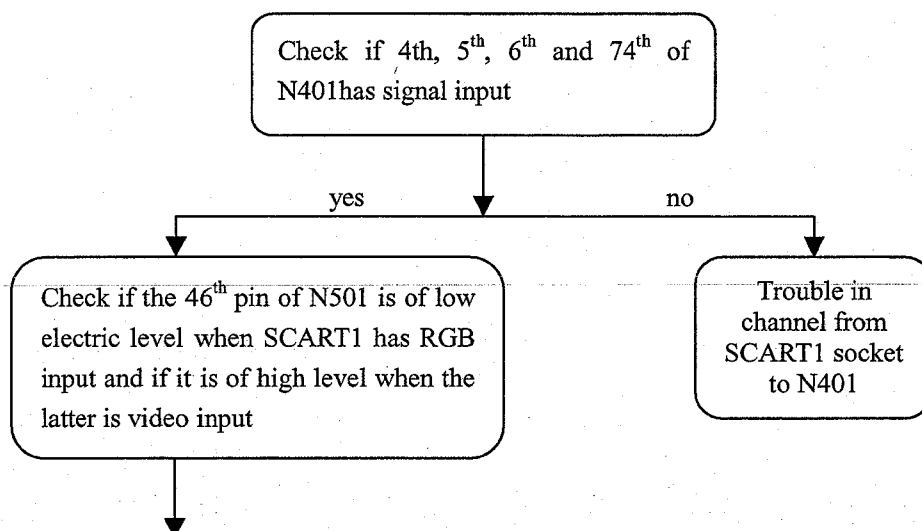 Check if 4th, 5th, 6th and 74th of
N401has signal input
yes
no
Check if the 46th pin of N501 is of low
electric level when SCART1 has RGB
input and if it is of high level when the
latter is video input
Trouble in
channel from
SCART1 socket
to N401